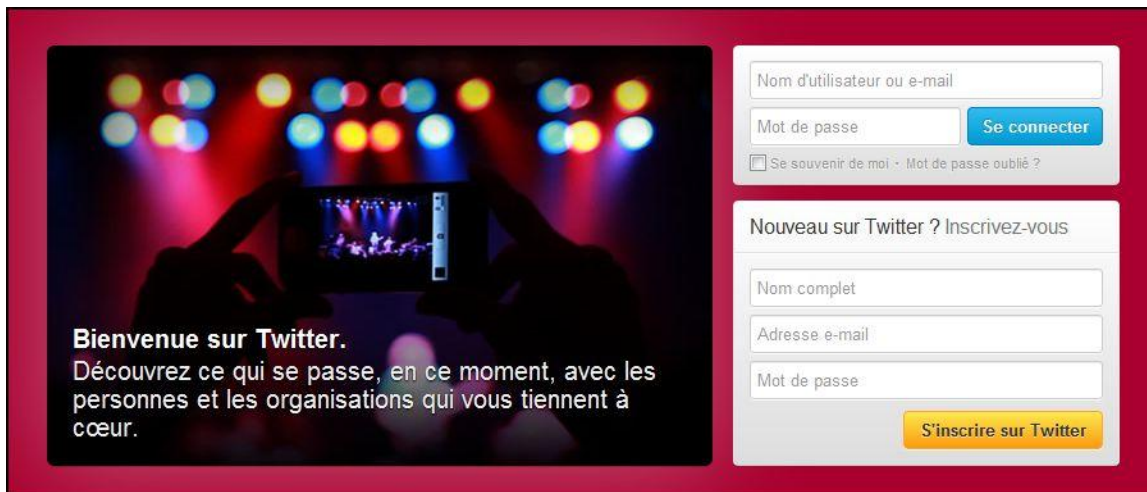 Bienvenue sur Twitter.
Découvrez ce qui se passe, en ce moment, avec les
personnes et les organisations qui vous tiennent à
cœur.
Nom d'utilisateur ou e-mail
Mot de passe
Se connecter
Se souvenir de moi · Mot de passe oublié ?
Nouveau sur Twitter ? Inscrivez-vous
Nom complet
Adresse e-mail
Mot de passe
S'inscrire sur Twitter